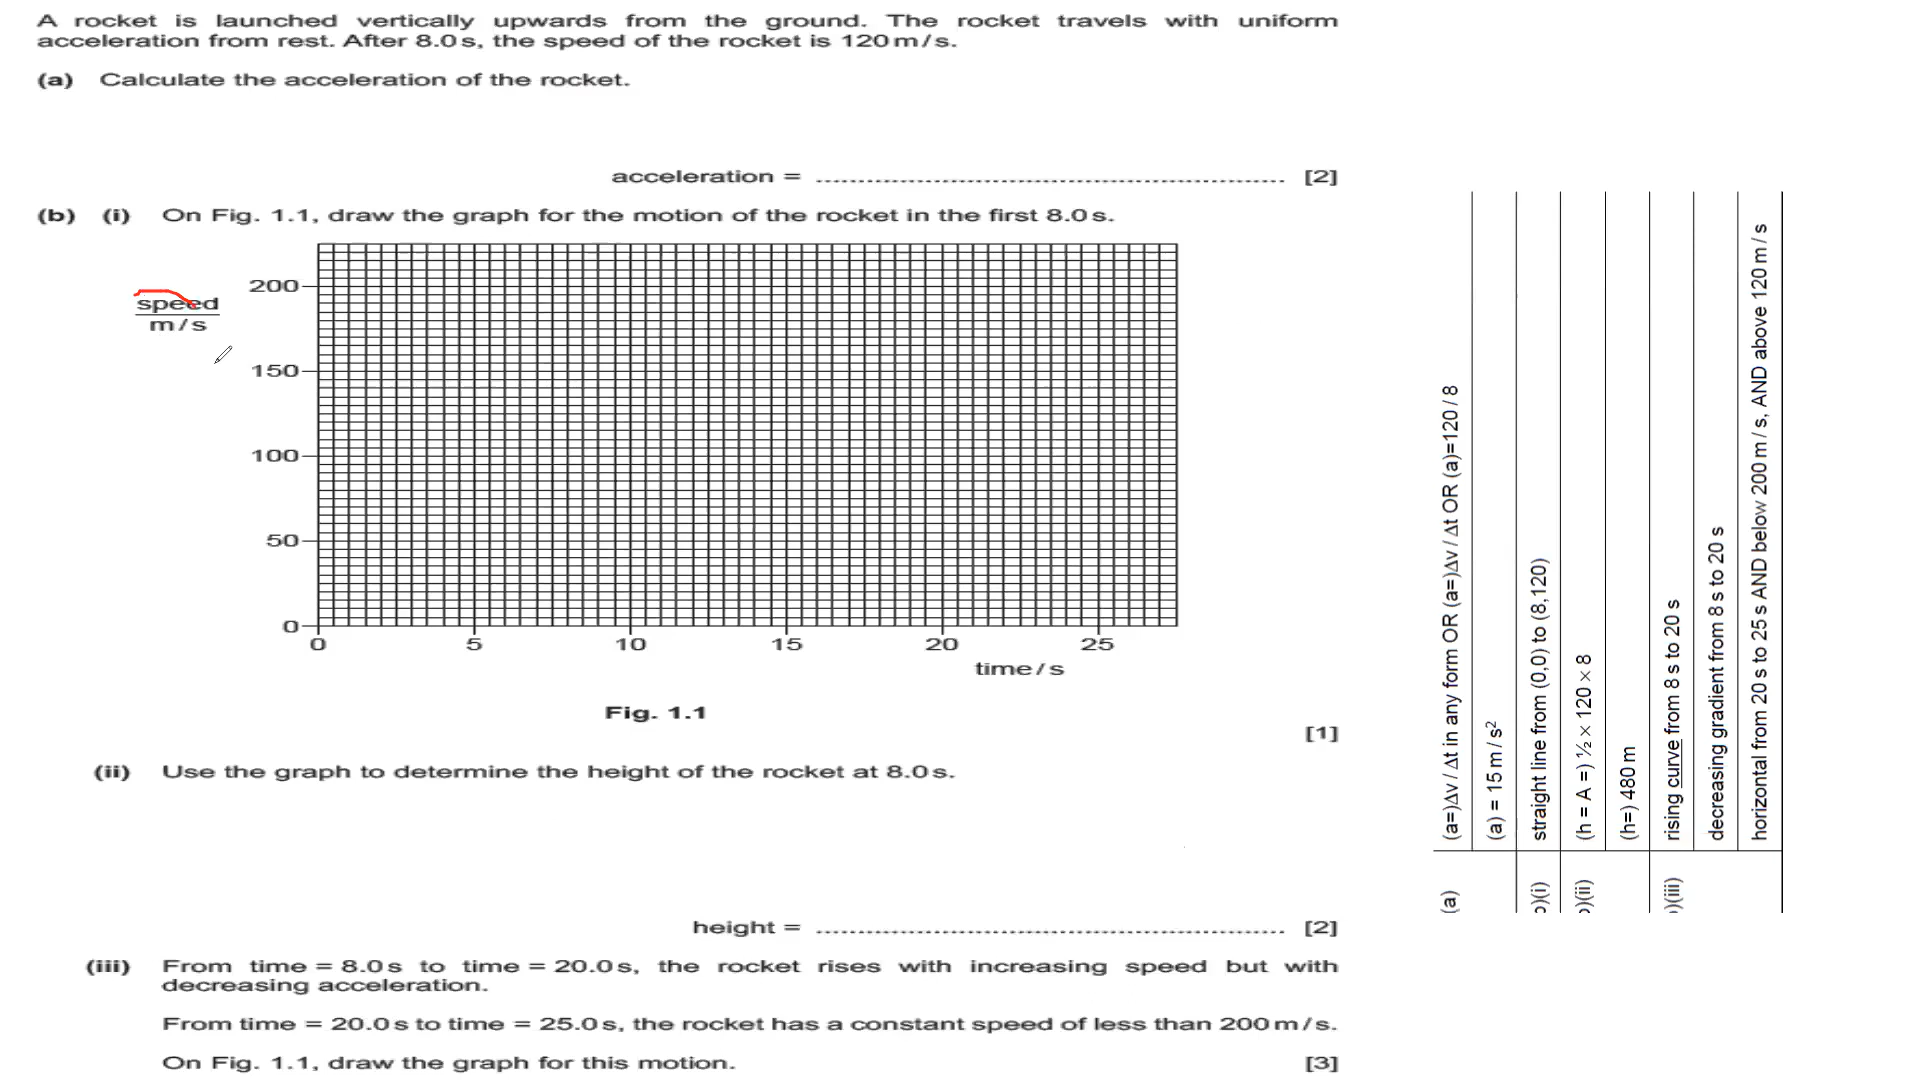 A rocket is launched vertically upwards from the ground. The rocket travels with uniform
acceleration from rest. After 8.0 s, the speed of the rocket is 120 m / s.
(a) Calculate the acceleration of the rocket.
acceleration = ........................................................ [2]
(b) (i) On Fig. 1.1, draw the graph for the motion of the rocket in the first 8.0 s.
speed
m / s
200
150
100
50
0
0 5 10 15 20 25
time / s
Fig. 1.1
[1]
(ii) Use the graph to determine the height of the rocket at 8.0 s.
height = ........................................................ [2]
(iii) From time = 8.0 s to time = 20.0 s, the rocket rises with increasing speed but with
decreasing acceleration.
From time = 20.0 s to time = 25.0 s, the rocket has a constant speed of less than 200 m / s.
On Fig. 1.1, draw the graph for this motion. [3]
(a) (a=)Δv / Δt in any form OR (a=)Δv / Δt OR (a)=120 / 8
(a) = 15 m / s²
b)(i) straight line from (0,0) to (8,120)
b)(ii) (h = A =) ½ × 120 × 8
(h=) 480 m
)(iii) rising curve from 8 s to 20 s
decreasing gradient from 8 s to 20 s
horizontal from 20 s to 25 s AND below 200 m / s, AND above 120 m / s